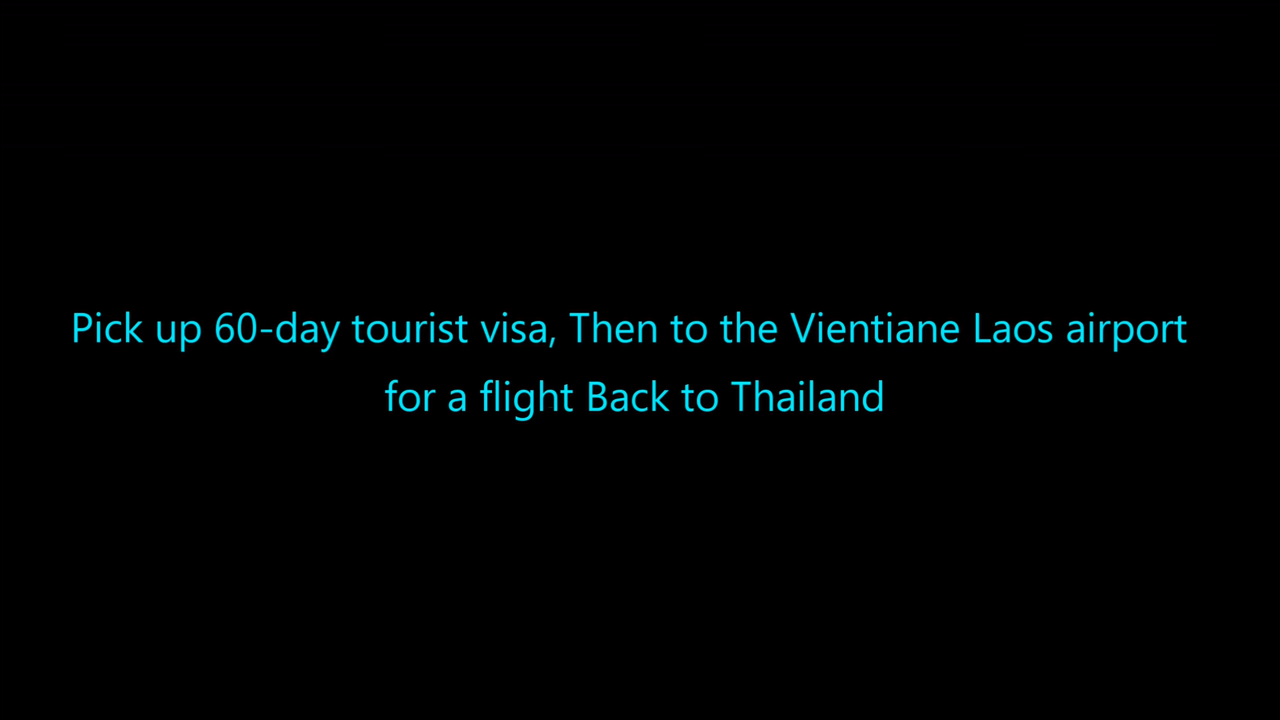 Pick up 60-day tourist visa, Then to the Vientiane Laos airport
for a flight Back to Thailand